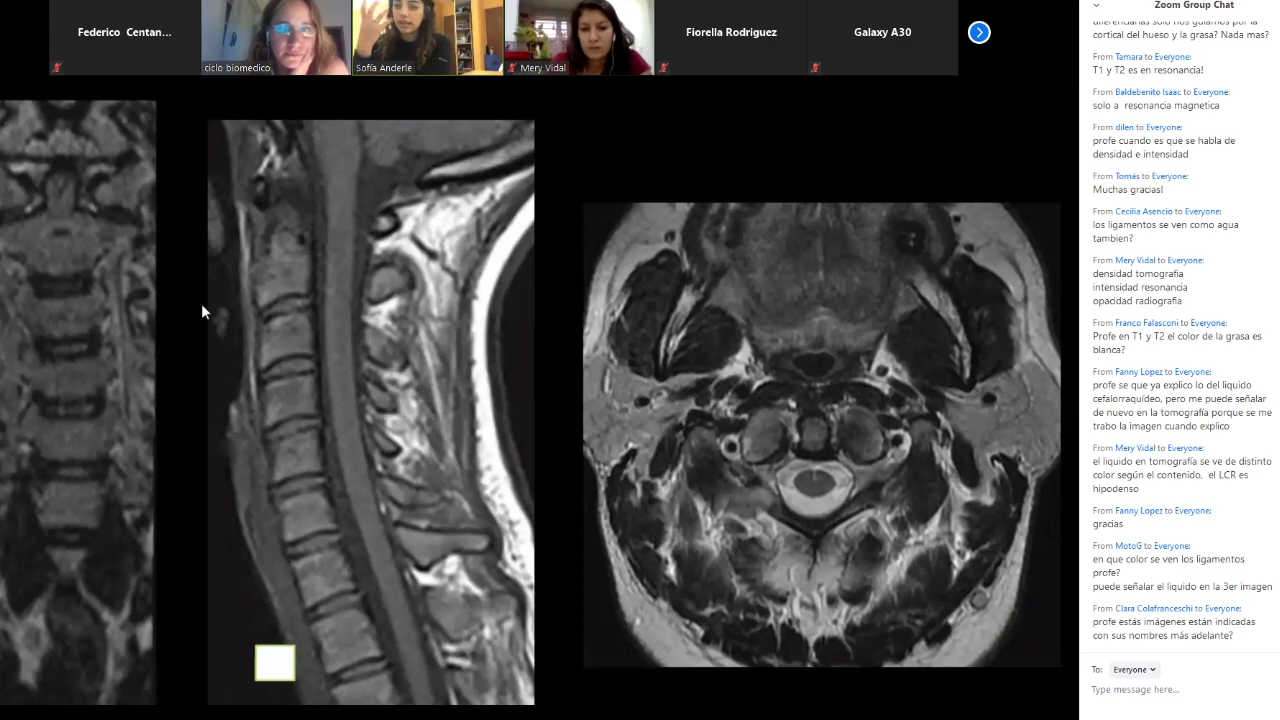 Federico Centan...
ciclo biomedico
Sofía Anderle
Mery Vidal
Fiorella Rodriguez
Galaxy A30
Zoom Group Chat
cortical del hueso y la grasa? Nada mas?
From Tamara to Everyone:
T1 y T2 es en resonancia!
From Baldebenito Isaac to Everyone:
solo a resonancia magnetica
From dilen to Everyone:
profe cuando es que se habla de
densidad e intensidad
From Tomás to Everyone:
Muchas gracias!
From Cecilia Asencio to Everyone:
los ligamentos se ven como agua
tambien?
From Mery Vidal to Everyone:
densidad tomografia
intensidad resonancia
opacidad radiografia
From Franco Falasconi to Everyone:
Profe en T1 y T2 el color de la grasa es
blanca?
From Fanny Lopez to Everyone:
profe se que ya explico lo del liquido
cefalorraquídeo, pero me puede señalar
de nuevo en la tomografía porque se me
trabo la imagen cuando explico
From Mery Vidal to Everyone:
el liquido en tomografía se ve de distinto
color según el contenido, el LCR es
hipodenso
From Fanny Lopez to Everyone:
gracias
From MotoG to Everyone:
en que color se ven los ligamentos
profe?
puede señalar el liquido en la 3er imagen
From Clara Colafranceschi to Everyone:
profe estás imágenes están indicadas
con sus nombres más adelante?
To: Everyone
Type message here...